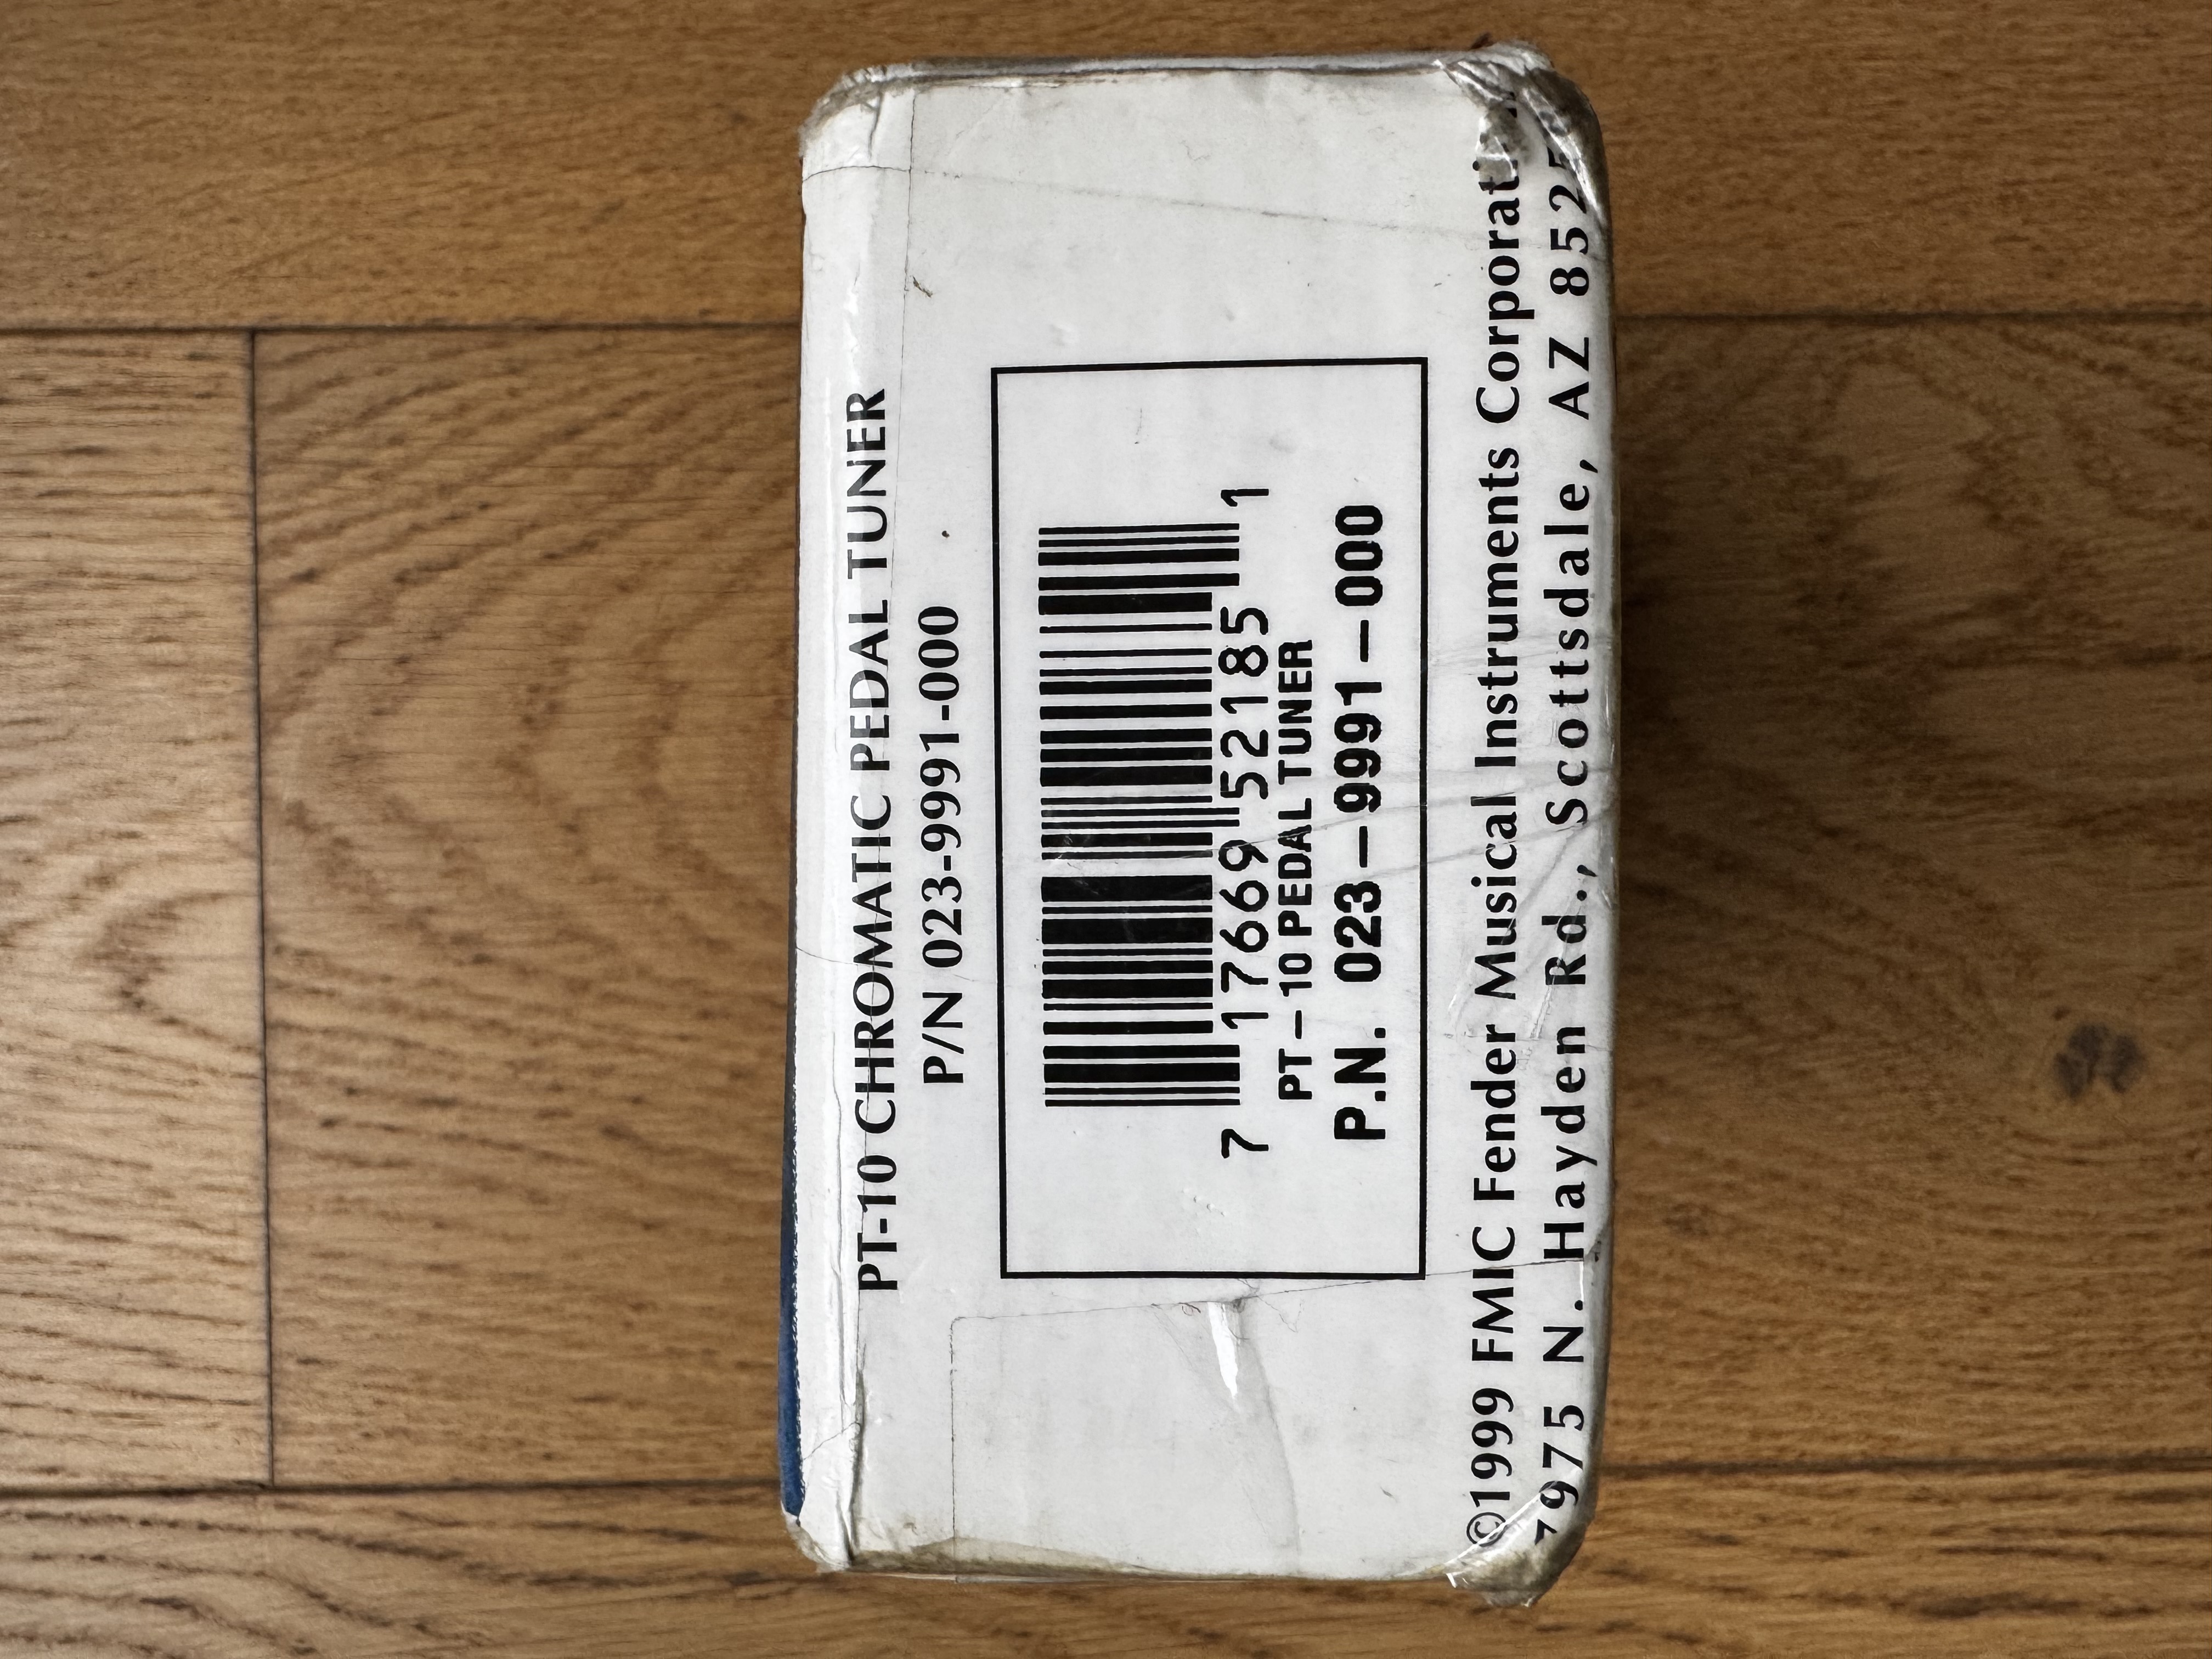 PT-10 CHROMATIC PEDAL TUNER
P/N 023-9991-000
7 17669 52185 1
PT–10 PEDAL TUNER
P.N. 023–9991–000
©1999 FMIC Fender Musical Instruments
7975 N. Hayden Rd., Scottsdale, AZ